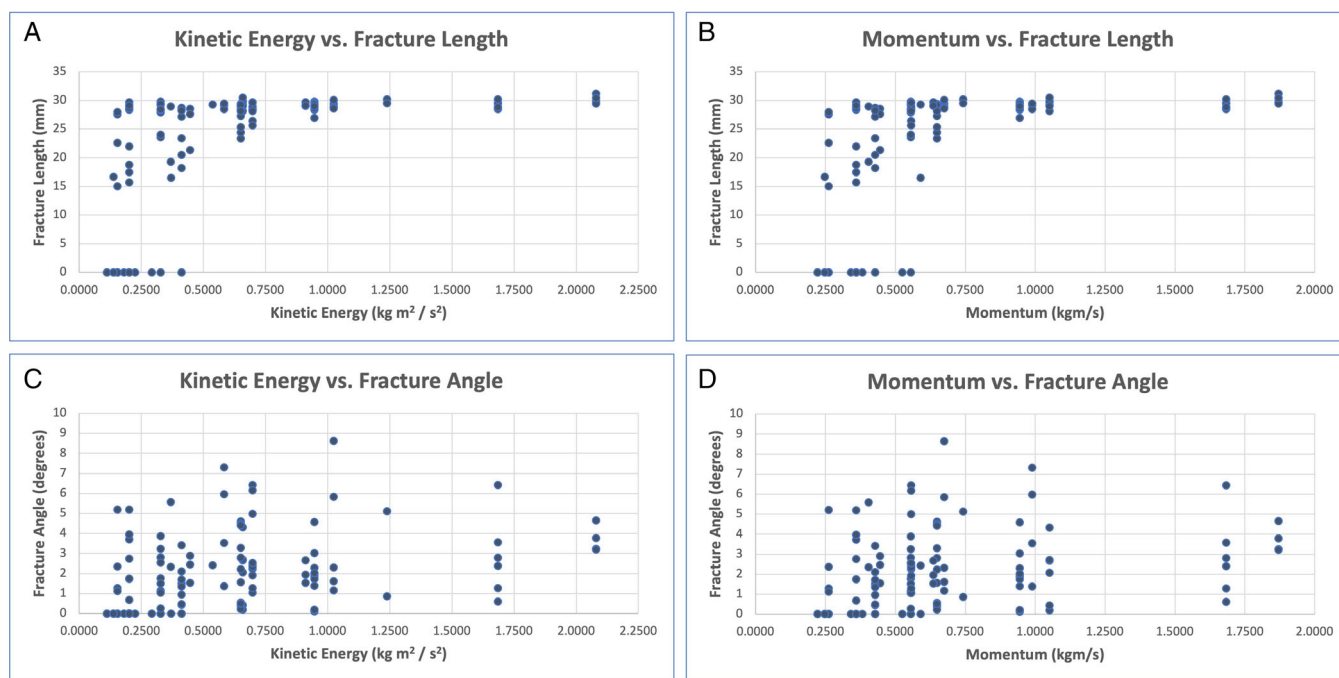 A
Kinetic Energy vs. Fracture Length
Fracture Length (mm)
35
30
25
20
15
10
5
0
0.0000 0.2500 0.5000 0.7500 1.0000 1.2500 1.5000 1.7500 2.0000 2.2500
Kinetic Energy (kg m² / s²)
B
Momentum vs. Fracture Length
Fracture Length (mm)
35
30
25
20
15
10
5
0
0.0000 0.2500 0.5000 0.7500 1.0000 1.2500 1.5000 1.7500 2.0000
Momentum (kgm/s)
C
Kinetic Energy vs. Fracture Angle
Fracture Angle (degrees)
10
9
8
7
6
5
4
3
2
1
0
0.0000 0.2500 0.5000 0.7500 1.0000 1.2500 1.5000 1.7500 2.0000 2.2500
Kinetic Energy (kg m² / s²)
D
Momentum vs. Fracture Angle
Fracture Angle (degrees)
10
9
8
7
6
5
4
3
2
1
0
0.0000 0.2500 0.5000 0.7500 1.0000 1.2500 1.5000 1.7500 2.0000
Momentum (kgm/s)